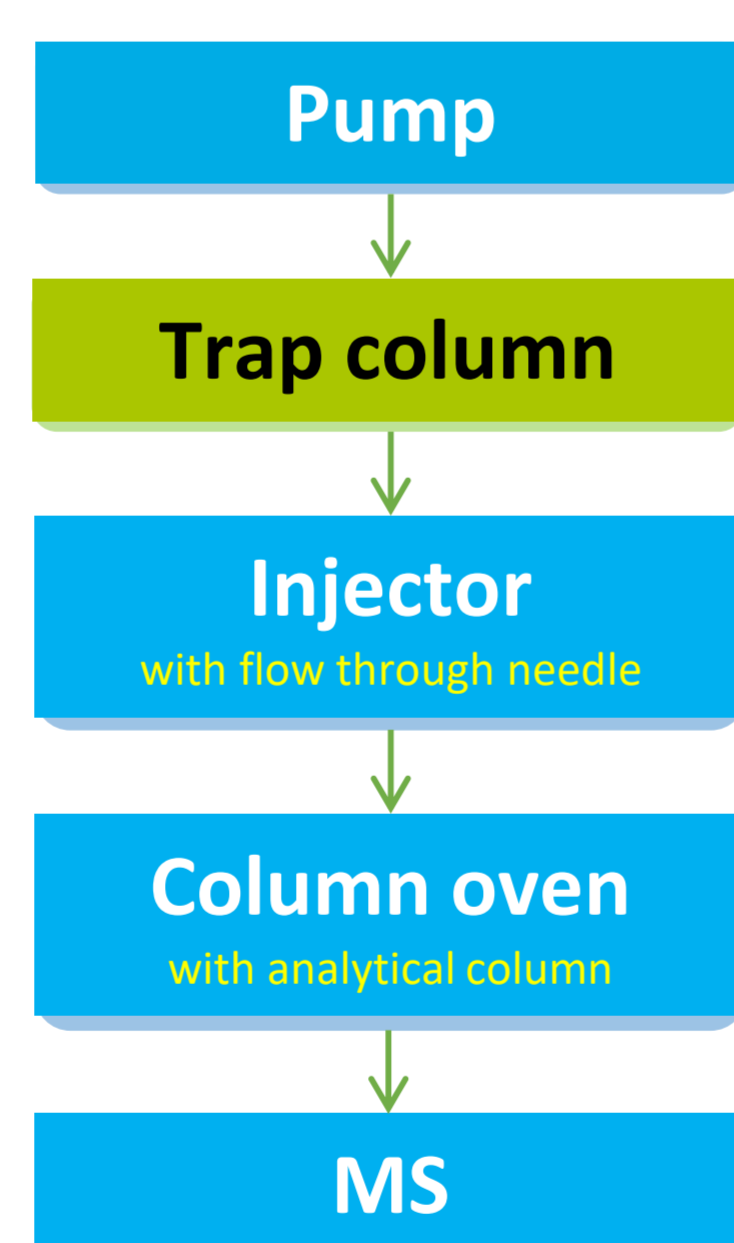 Pump
Trap column
Injector
with flow through needle
Column oven
with analytical column
MS